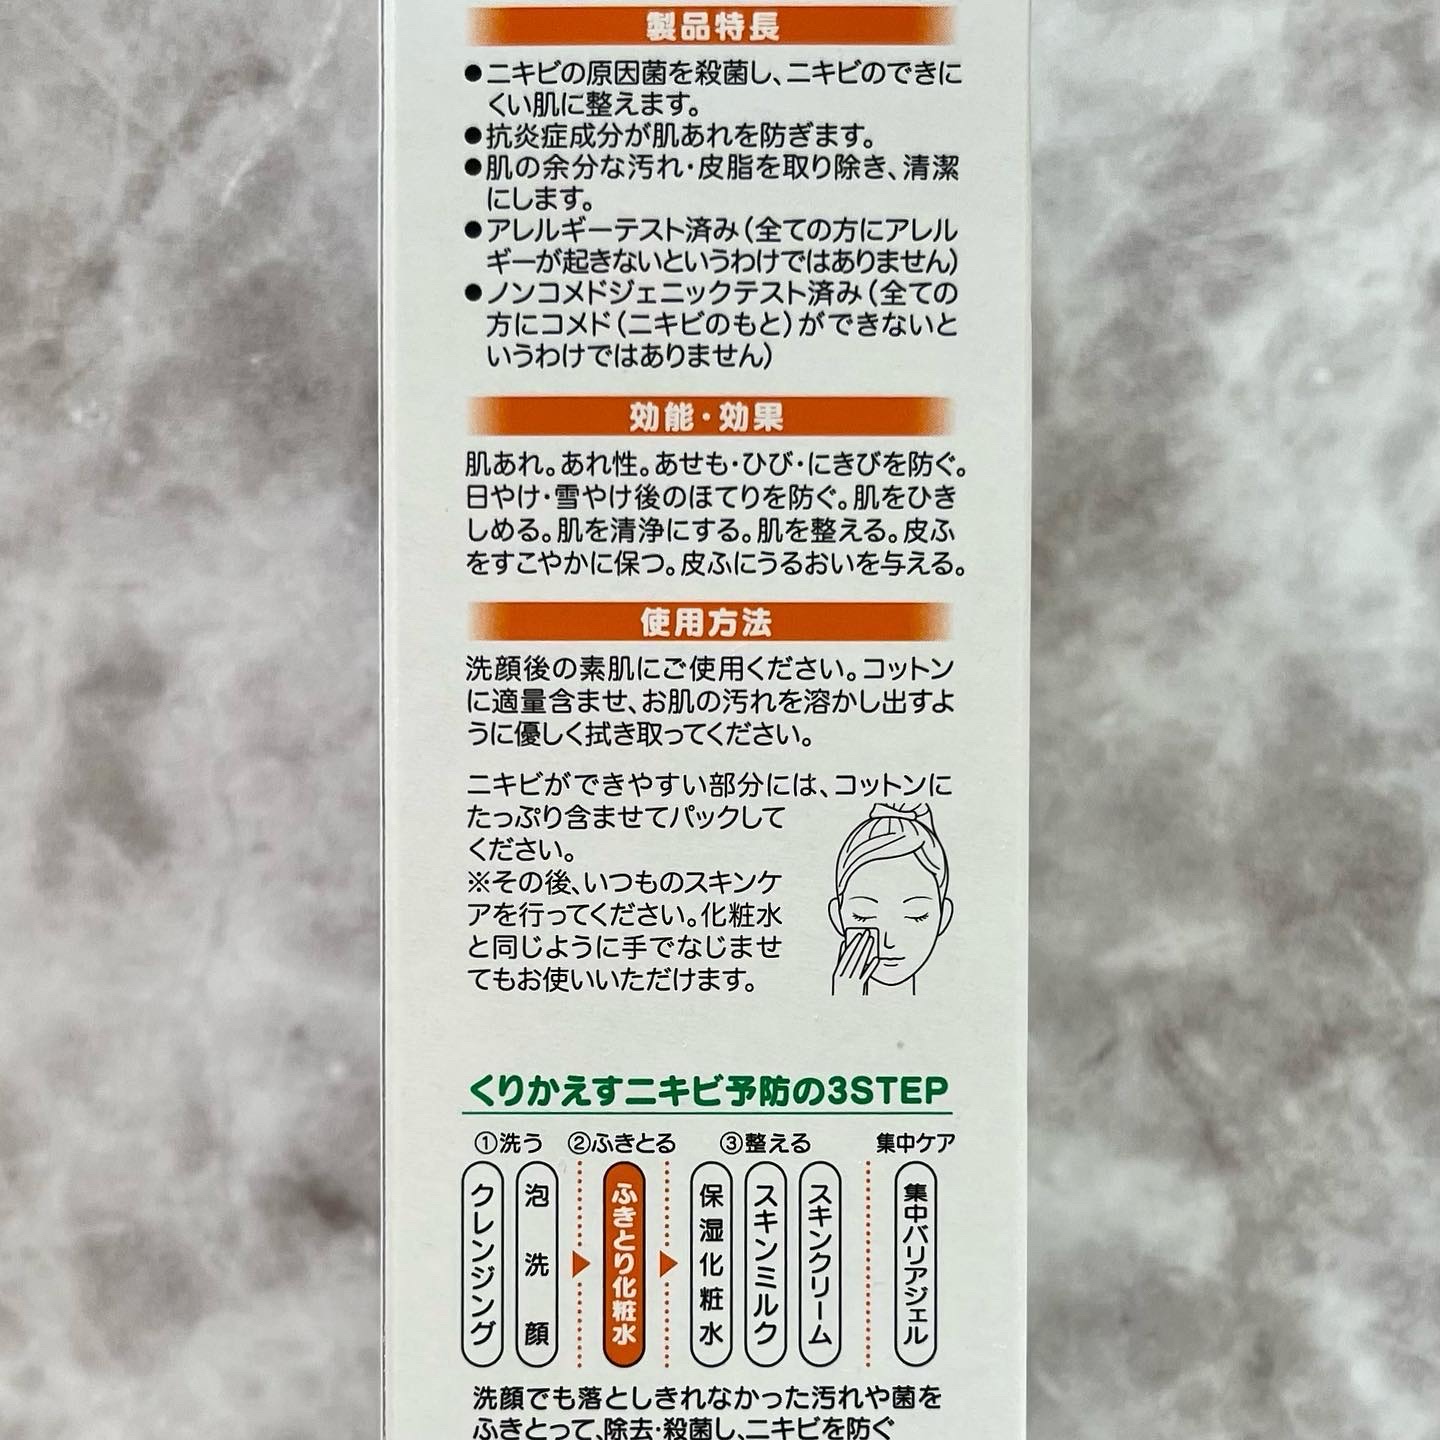 製品特長
●ニキビの原因菌を殺菌し、ニキビのできに
くい肌に整えます。
●抗炎症成分が肌あれを防ぎます。
●肌の余分な汚れ・皮脂を取り除き、清潔
にします。
●アレルギーテスト済み（全ての方にアレル
ギーが起きないというわけではありません）
●ノンコメドジェニックテスト済み（全ての
方にコメド（ニキビのもと）ができないと
いうわけではありません）
効能・効果
肌あれ。あれ性。あせも・ひび・にきびを防ぐ。
日やけ・雪やけ後のほてりを防ぐ。肌をひき
しめる。肌を清浄にする。肌を整える。皮ふ
をすこやかに保つ。皮ふにうるおいを与える。
使用方法
洗顔後の素肌にご使用ください。コットン
に適量含ませ、お肌の汚れを溶かし出すよ
うに優しく拭き取ってください。
ニキビができやすい部分には、コットンに
たっぷり含ませてパックして
ください。
※その後、いつものスキンケ
アを行ってください。化粧水
と同じように手でなじませ
てもお使いいただけます。
くりかえすニキビ予防の3STEP
①洗う ②ふきとる ③整える 集中ケア
クレンジング
泡洗顔
ふきとり化粧水
保湿化粧水
スキンミルク
スキンクリーム
集中バリアジェル
洗顔でも落としきれなかった汚れや菌を
ふきとって、除去・殺菌し、ニキビを防ぐ